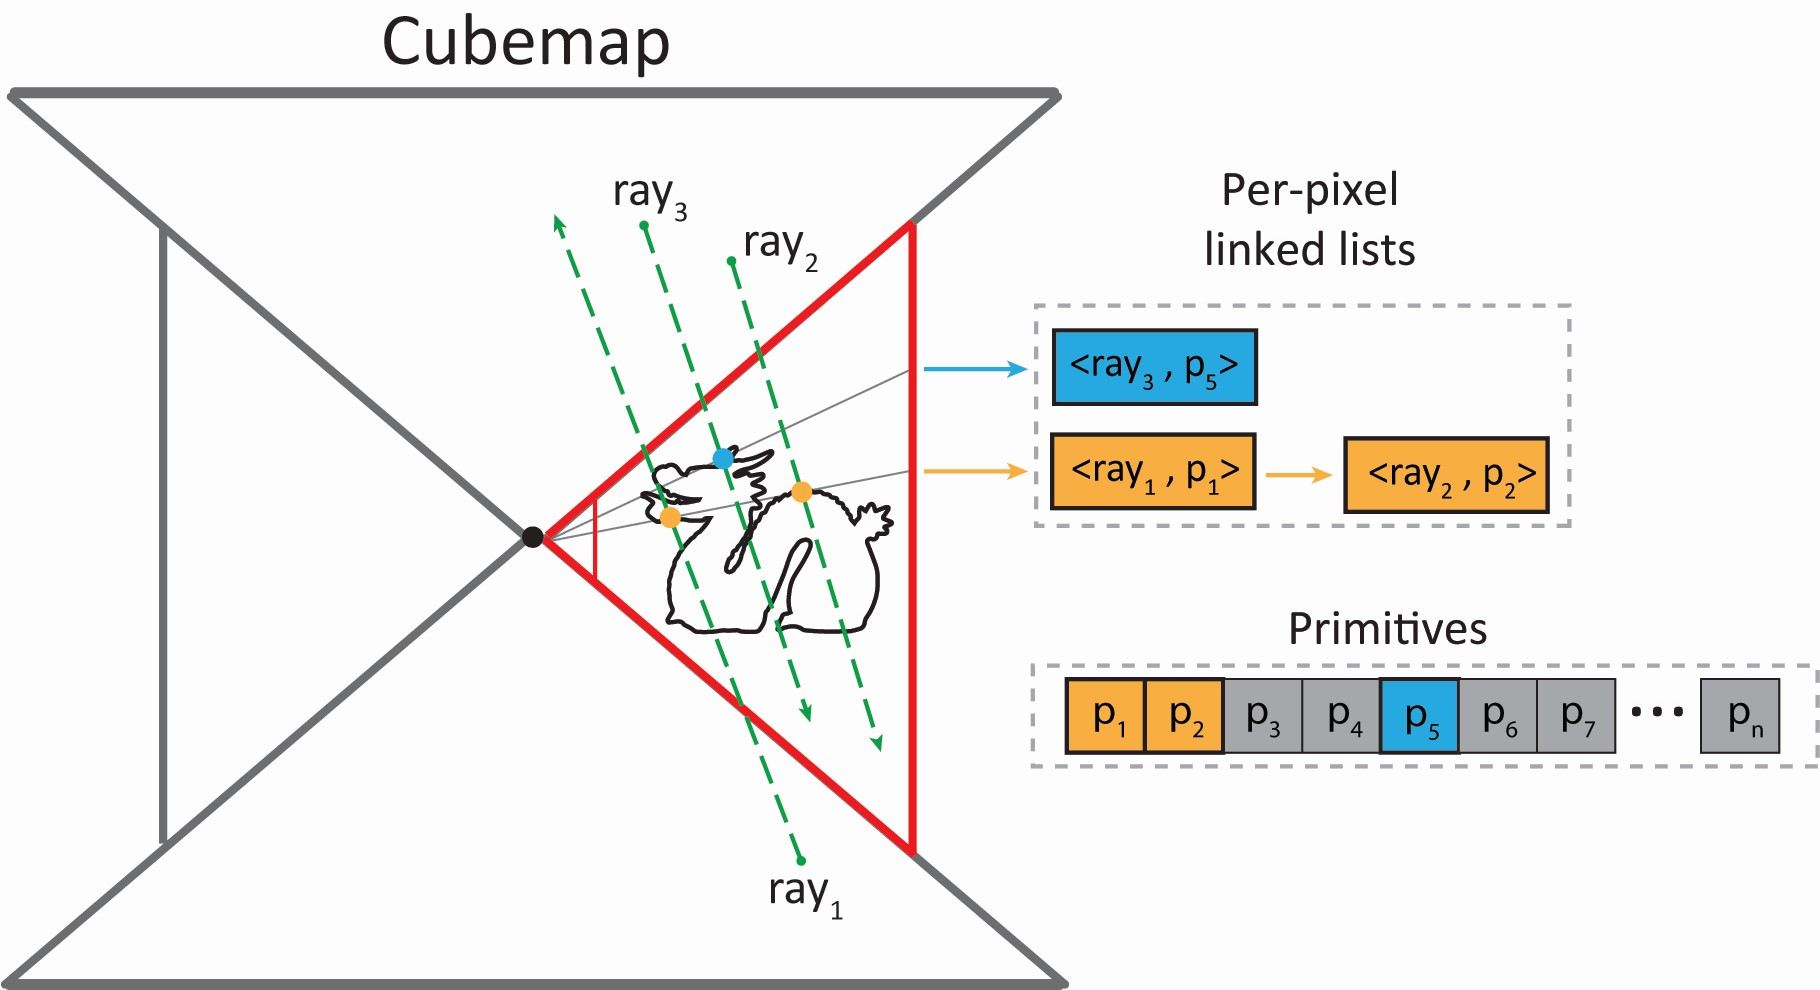 Cubemap
ray3
ray2
ray1
Per-pixel
linked lists
<ray3 , p5>
<ray1 , p1> <ray2 , p2>
Primitives
p1 p2 p3 p4 p5 p6 p7 ... pn